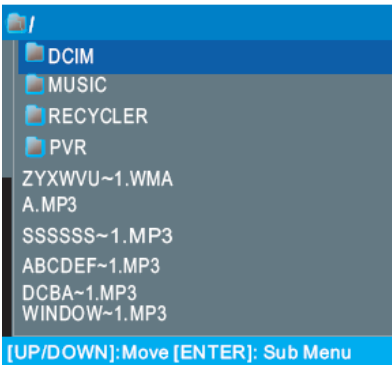 /
DCIM
MUSIC
RECYCLER
PVR
ZYXWVU~1.WMA
A.MP3
SSSSSS~1.MP3
ABCDEF~1.MP3
DCBA~1.MP3
WINDOW~1.MP3
[UP/DOWN]:Move [ENTER]: Sub Menu